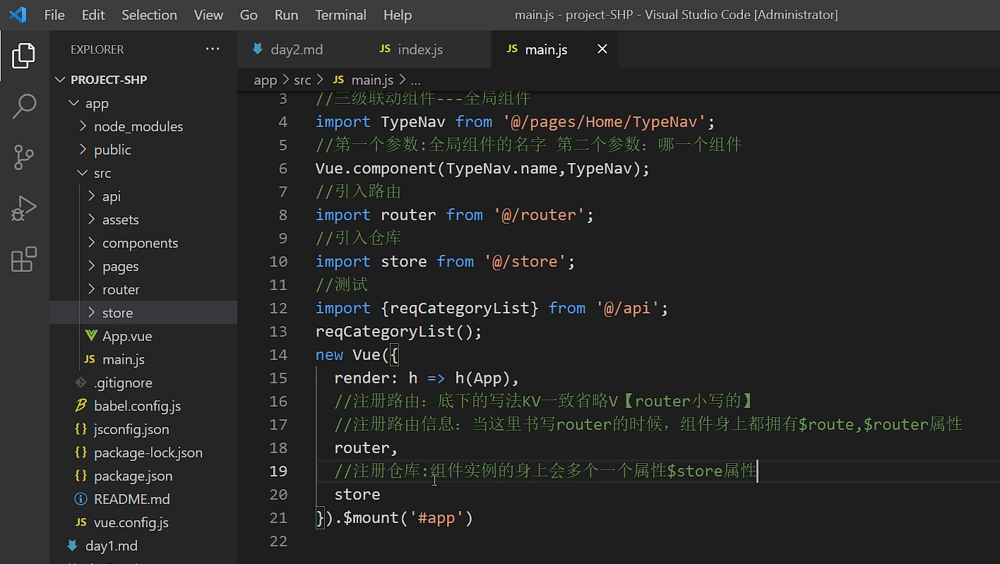 File Edit Selection View Go Run Terminal Help main.js - project-SHP - Visual Studio Code [Administrator]
EXPLORER ...
PROJECT-SHP
app
node_modules
public
src
api
assets
components
pages
router
store
App.vue
JS main.js
.gitignore
babel.config.js
{} jsconfig.json
{} package-lock.json
{} package.json
README.md
JS vue.config.js
day1.md
day2.md JS index.js JS main.js
app > src > JS main.js > ...
3 //三级联动组件---全局组件
4 import TypeNav from '@/pages/Home/TypeNav';
5 //第一个参数:全局组件的名字 第二个参数：哪一个组件
6 Vue.component(TypeNav.name,TypeNav);
7 //引入路由
8 import router from '@/router';
9 //引入仓库
10 import store from '@/store';
11 //测试
12 import {reqCategoryList} from '@/api';
13 reqCategoryList();
14 new Vue({
15 render: h => h(App),
16 //注册路由：底下的写法KV一致省略V【router小写的】
17 //注册路由信息：当这里书写router的时候，组件身上都拥有$route,$router属性
18 router,
19 //注册仓库:组件实例的身上会多个一个属性$store属性
20 store
21 }).$mount('#app')
22